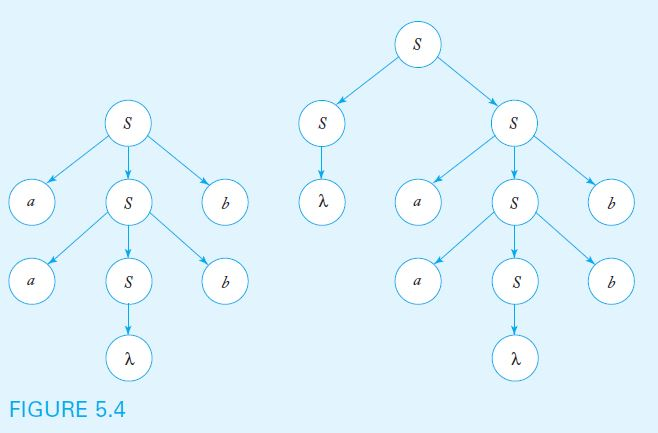 S
S S S
a S b λ a S b
a S b a S b
λ λ
FIGURE 5.4